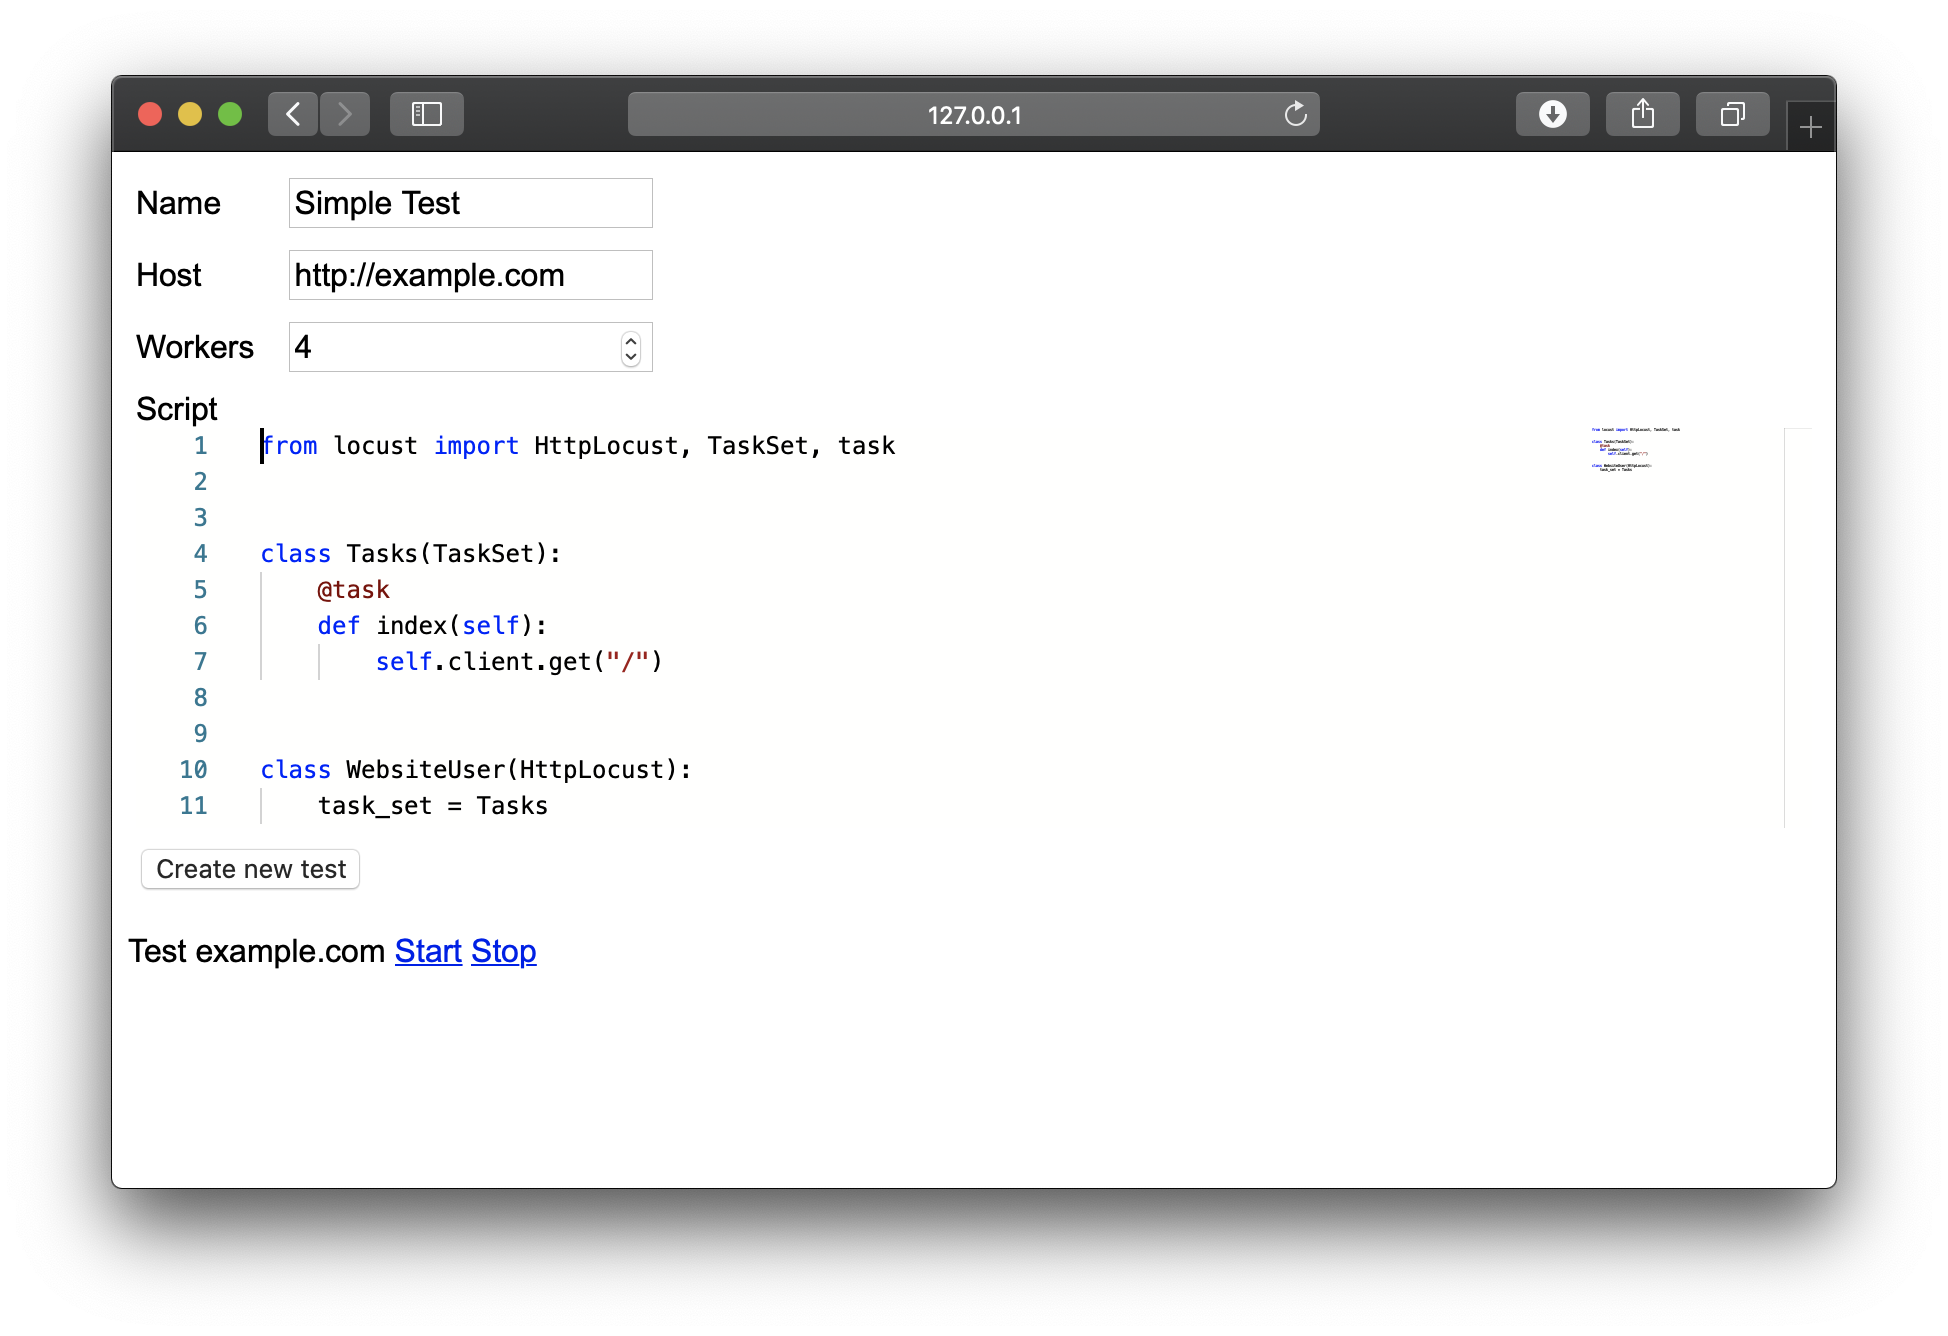 127.0.0.1
Name Simple Test
Host http://example.com
Workers 4
Script
1 from locust import HttpLocust, TaskSet, task
2
3
4 class Tasks(TaskSet):
5     @task
6     def index(self):
7         self.client.get("/")
8
9
10 class WebsiteUser(HttpLocust):
11     task_set = Tasks
Create new test
Test example.com Start Stop